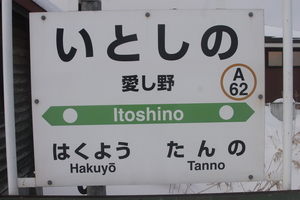 いとしの
愛し野
A
62
Itoshino
はくよう たんの
Hakuyō Tanno